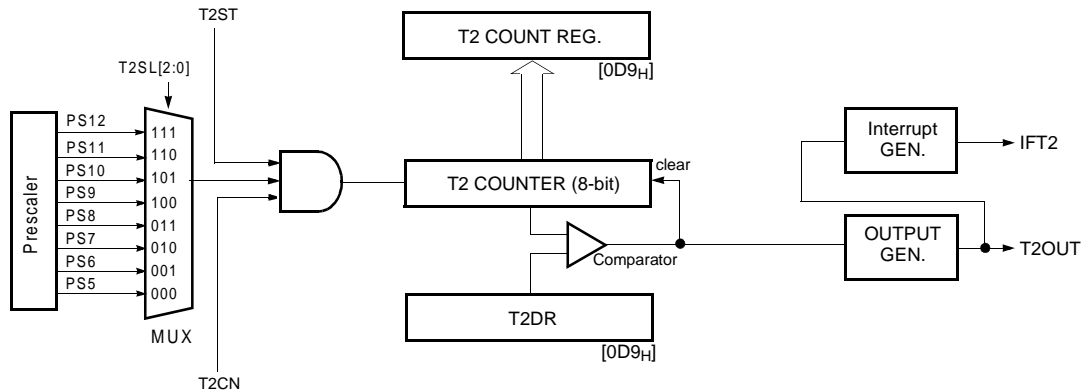 T2ST
T2 COUNT REG.
[0D9H]
T2SL[2:0]
Prescaler
PS12
PS11
PS10
PS9
PS8
PS7
PS6
PS5
111
110
101
100
011
010
001
000
MUX
T2CN
T2 COUNTER (8-bit)
clear
Comparator
T2DR
[0D9H]
Interrupt
GEN.
IFT2
OUTPUT
GEN.
T2OUT